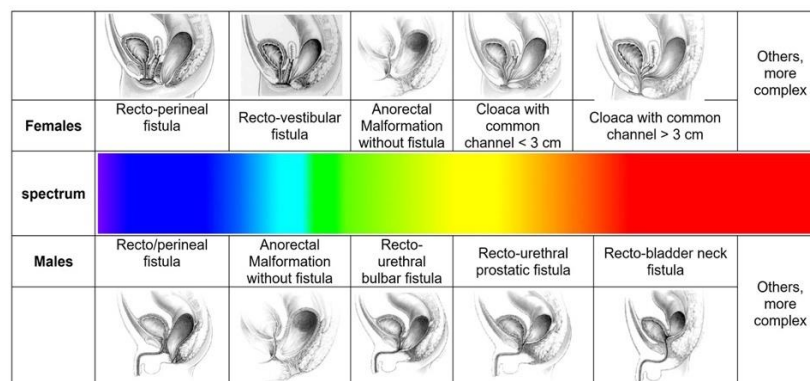 Recto-perineal
fistula
Recto-vestibular
fistula
Anorectal
Malformation
without fistula
Cloaca with
common
channel < 3 cm
Cloaca with common
channel > 3 cm
Others,
more
complex
Females
spectrum
Males
Recto/perineal
fistula
Anorectal
Malformation
without fistula
Recto-
urethral
bulbar fistula
Recto-urethral
prostatic fistula
Recto-bladder neck
fistula
Others,
more
complex